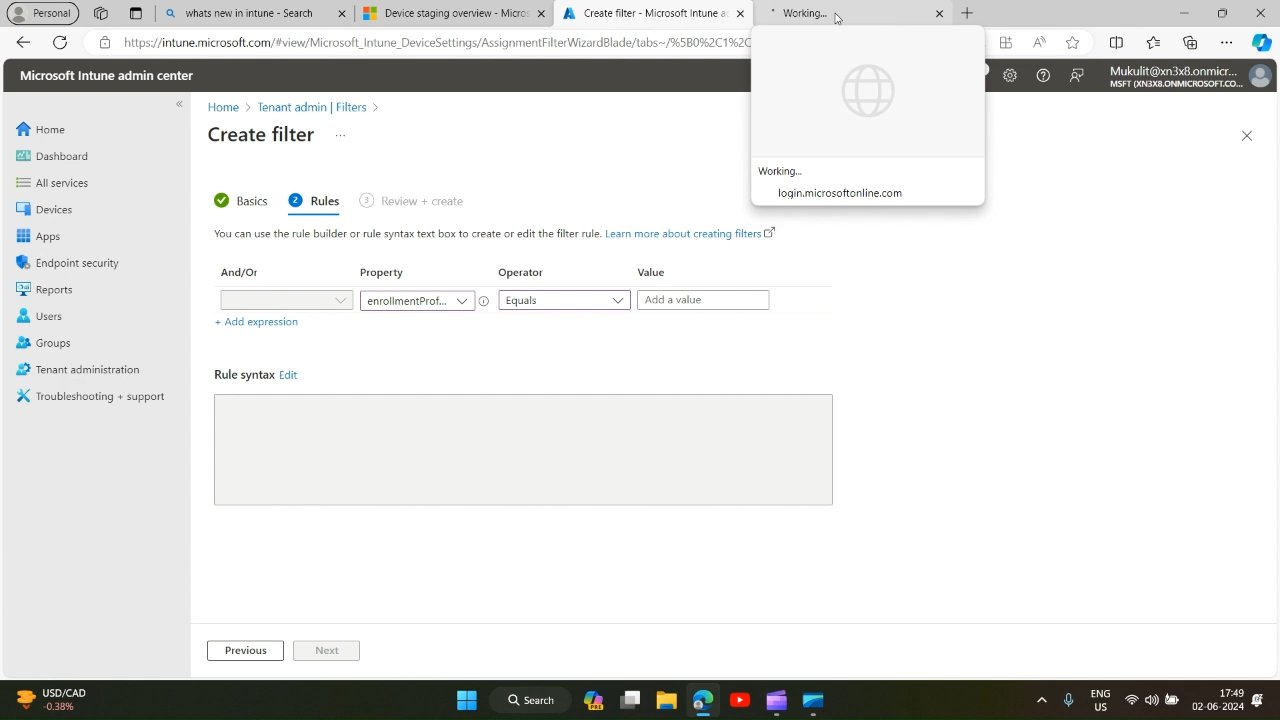 Personal
whats new in intune - Search
Device staging overview - Micros
Create filter - Microsoft Intune a
Working...
https://intune.microsoft.com/#view/Microsoft_Intune_DeviceSettings/AssignmentFilterWizardBlade/tabs~/%5B0%2C1%2C
Microsoft Intune admin center
Mukulit@xn3x8.onmicr...
MSFT (XN3X8.ONMICROSOFT.CO...
Working...
login.microsoftonline.com
Home
Dashboard
All services
Devices
Apps
Endpoint security
Reports
Users
Groups
Tenant administration
Troubleshooting + support
Home > Tenant admin | Filters >
Create filter ...
Basics
2 Rules
3 Review + create
You can use the rule builder or rule syntax text box to create or edit the filter rule. Learn more about creating filters
And/Or Property Operator Value
enrollmentProf... Equals Add a value
+ Add expression
Rule syntax Edit
Previous Next
USD/CAD
-0.38%
Search
PRE
ENG
US
17:49
02-06-2024